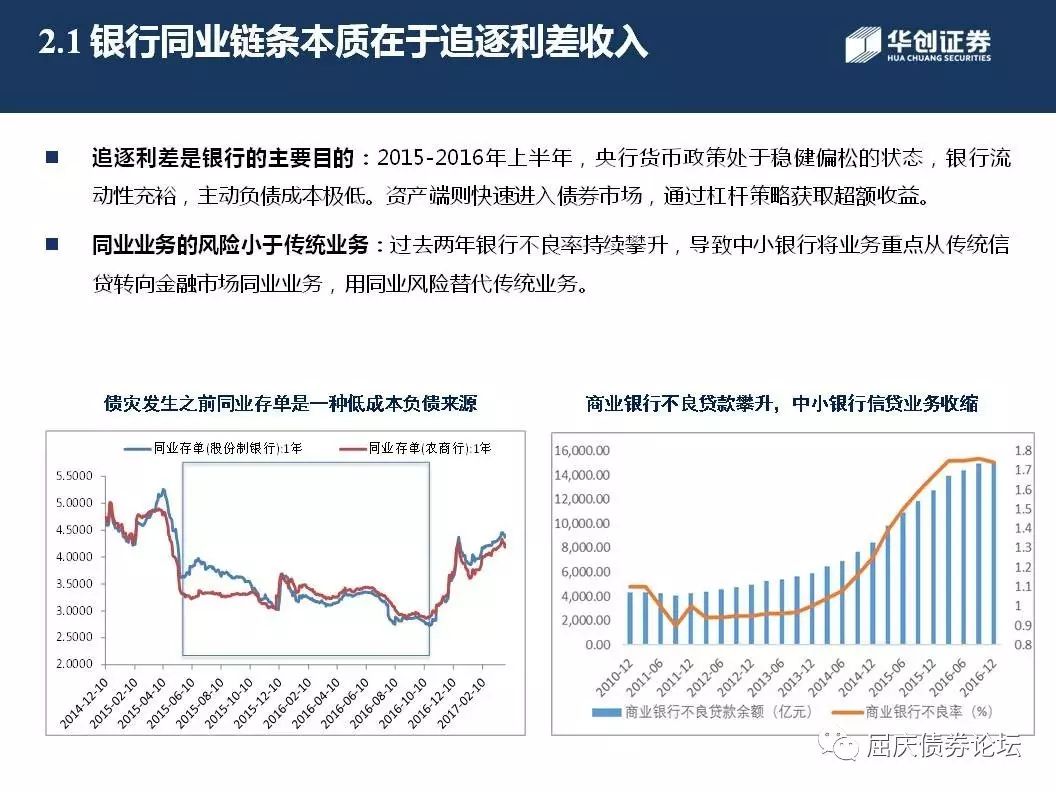 2.1 银行同业链条本质在于追逐利差收入
华创证券
HUA CHUANG SECURITIES
追逐利差是银行的主要目的：2015-2016年上半年，央行货币政策处于稳健偏松的状态，银行流
动性充裕，主动负债成本极低。资产端则快速进入债券市场，通过杠杆策略获取超额收益。
同业业务的风险小于传统业务：过去两年银行不良率持续攀升，导致中小银行将业务重点从传统信
贷转向金融市场同业业务，用同业风险替代传统业务。
债灾发生之前同业存单是一种低成本负债来源
同业存单(股份制银行):1年 同业存单(农商行):1年
5.5000
5.0000
4.5000
4.0000
3.5000
3.0000
2.5000
2.0000
2014-12-10 2015-02-10 2015-04-10 2015-06-10 2015-08-10 2015-10-10 2015-12-10 2016-02-10 2016-04-10 2016-06-10 2016-08-10 2016-10-10 2016-12-10 2017-02-10
商业银行不良贷款攀升，中小银行信贷业务收缩
16,000.00 1.8
14,000.00 1.7
12,000.00 1.6
10,000.00 1.5
8,000.00 1.4
6,000.00 1.3
4,000.00 1.2
2,000.00 1.1
0.00 1
0.9
0.8
2010-12 2011-06 2011-12 2012-06 2012-12 2013-06 2013-12 2014-06 2014-12 2015-06 2015-12 2016-06 2016-12
商业银行不良贷款余额（亿元） 商业银行不良率（%）
屈庆债券论坛